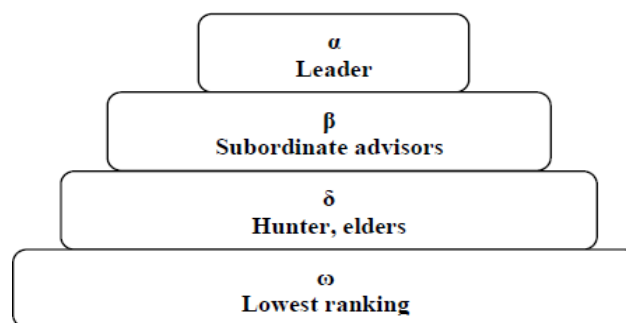 α
Leader
β
Subordinate advisors
δ
Hunter, elders
ω
Lowest ranking